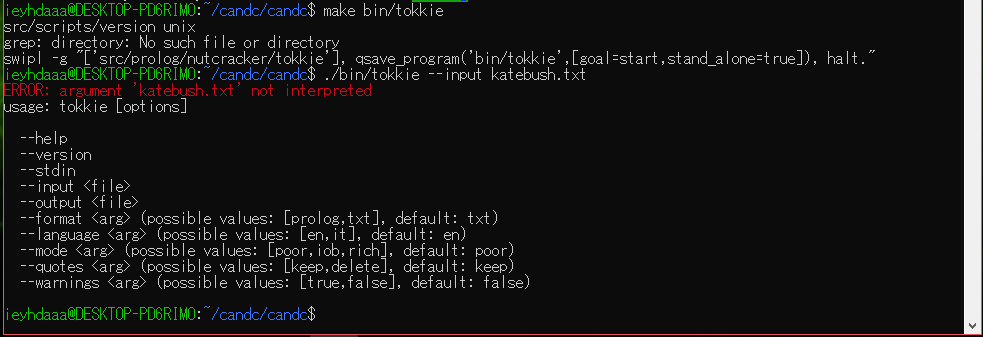 ieyhdaaa@DESKTOP-PD6RIMO:~/candc/candc$ make bin/tokkie
src/scripts/version unix
grep: directory: No such file or directory
swipl -g "['src/prolog/nutcracker/tokkie'], qsave_program('bin/tokkie',[goal=start,stand_alone=true]), halt."
ieyhdaaa@DESKTOP-PD6RIMO:~/candc/candc$ ./bin/tokkie --input katebush.txt
ERROR: argument 'katebush.txt' not interpreted
usage: tokkie [options]
--help
--version
--stdin
--input <file>
--output <file>
--format <arg> (possible values: [prolog,txt], default: txt)
--language <arg> (possible values: [en,it], default: en)
--mode <arg> (possible values: [poor,iob,rich], default: poor)
--quotes <arg> (possible values: [keep,delete], default: keep)
--warnings <arg> (possible values: [true,false], default: false)
ieyhdaaa@DESKTOP-PD6RIMO:~/candc/candc$